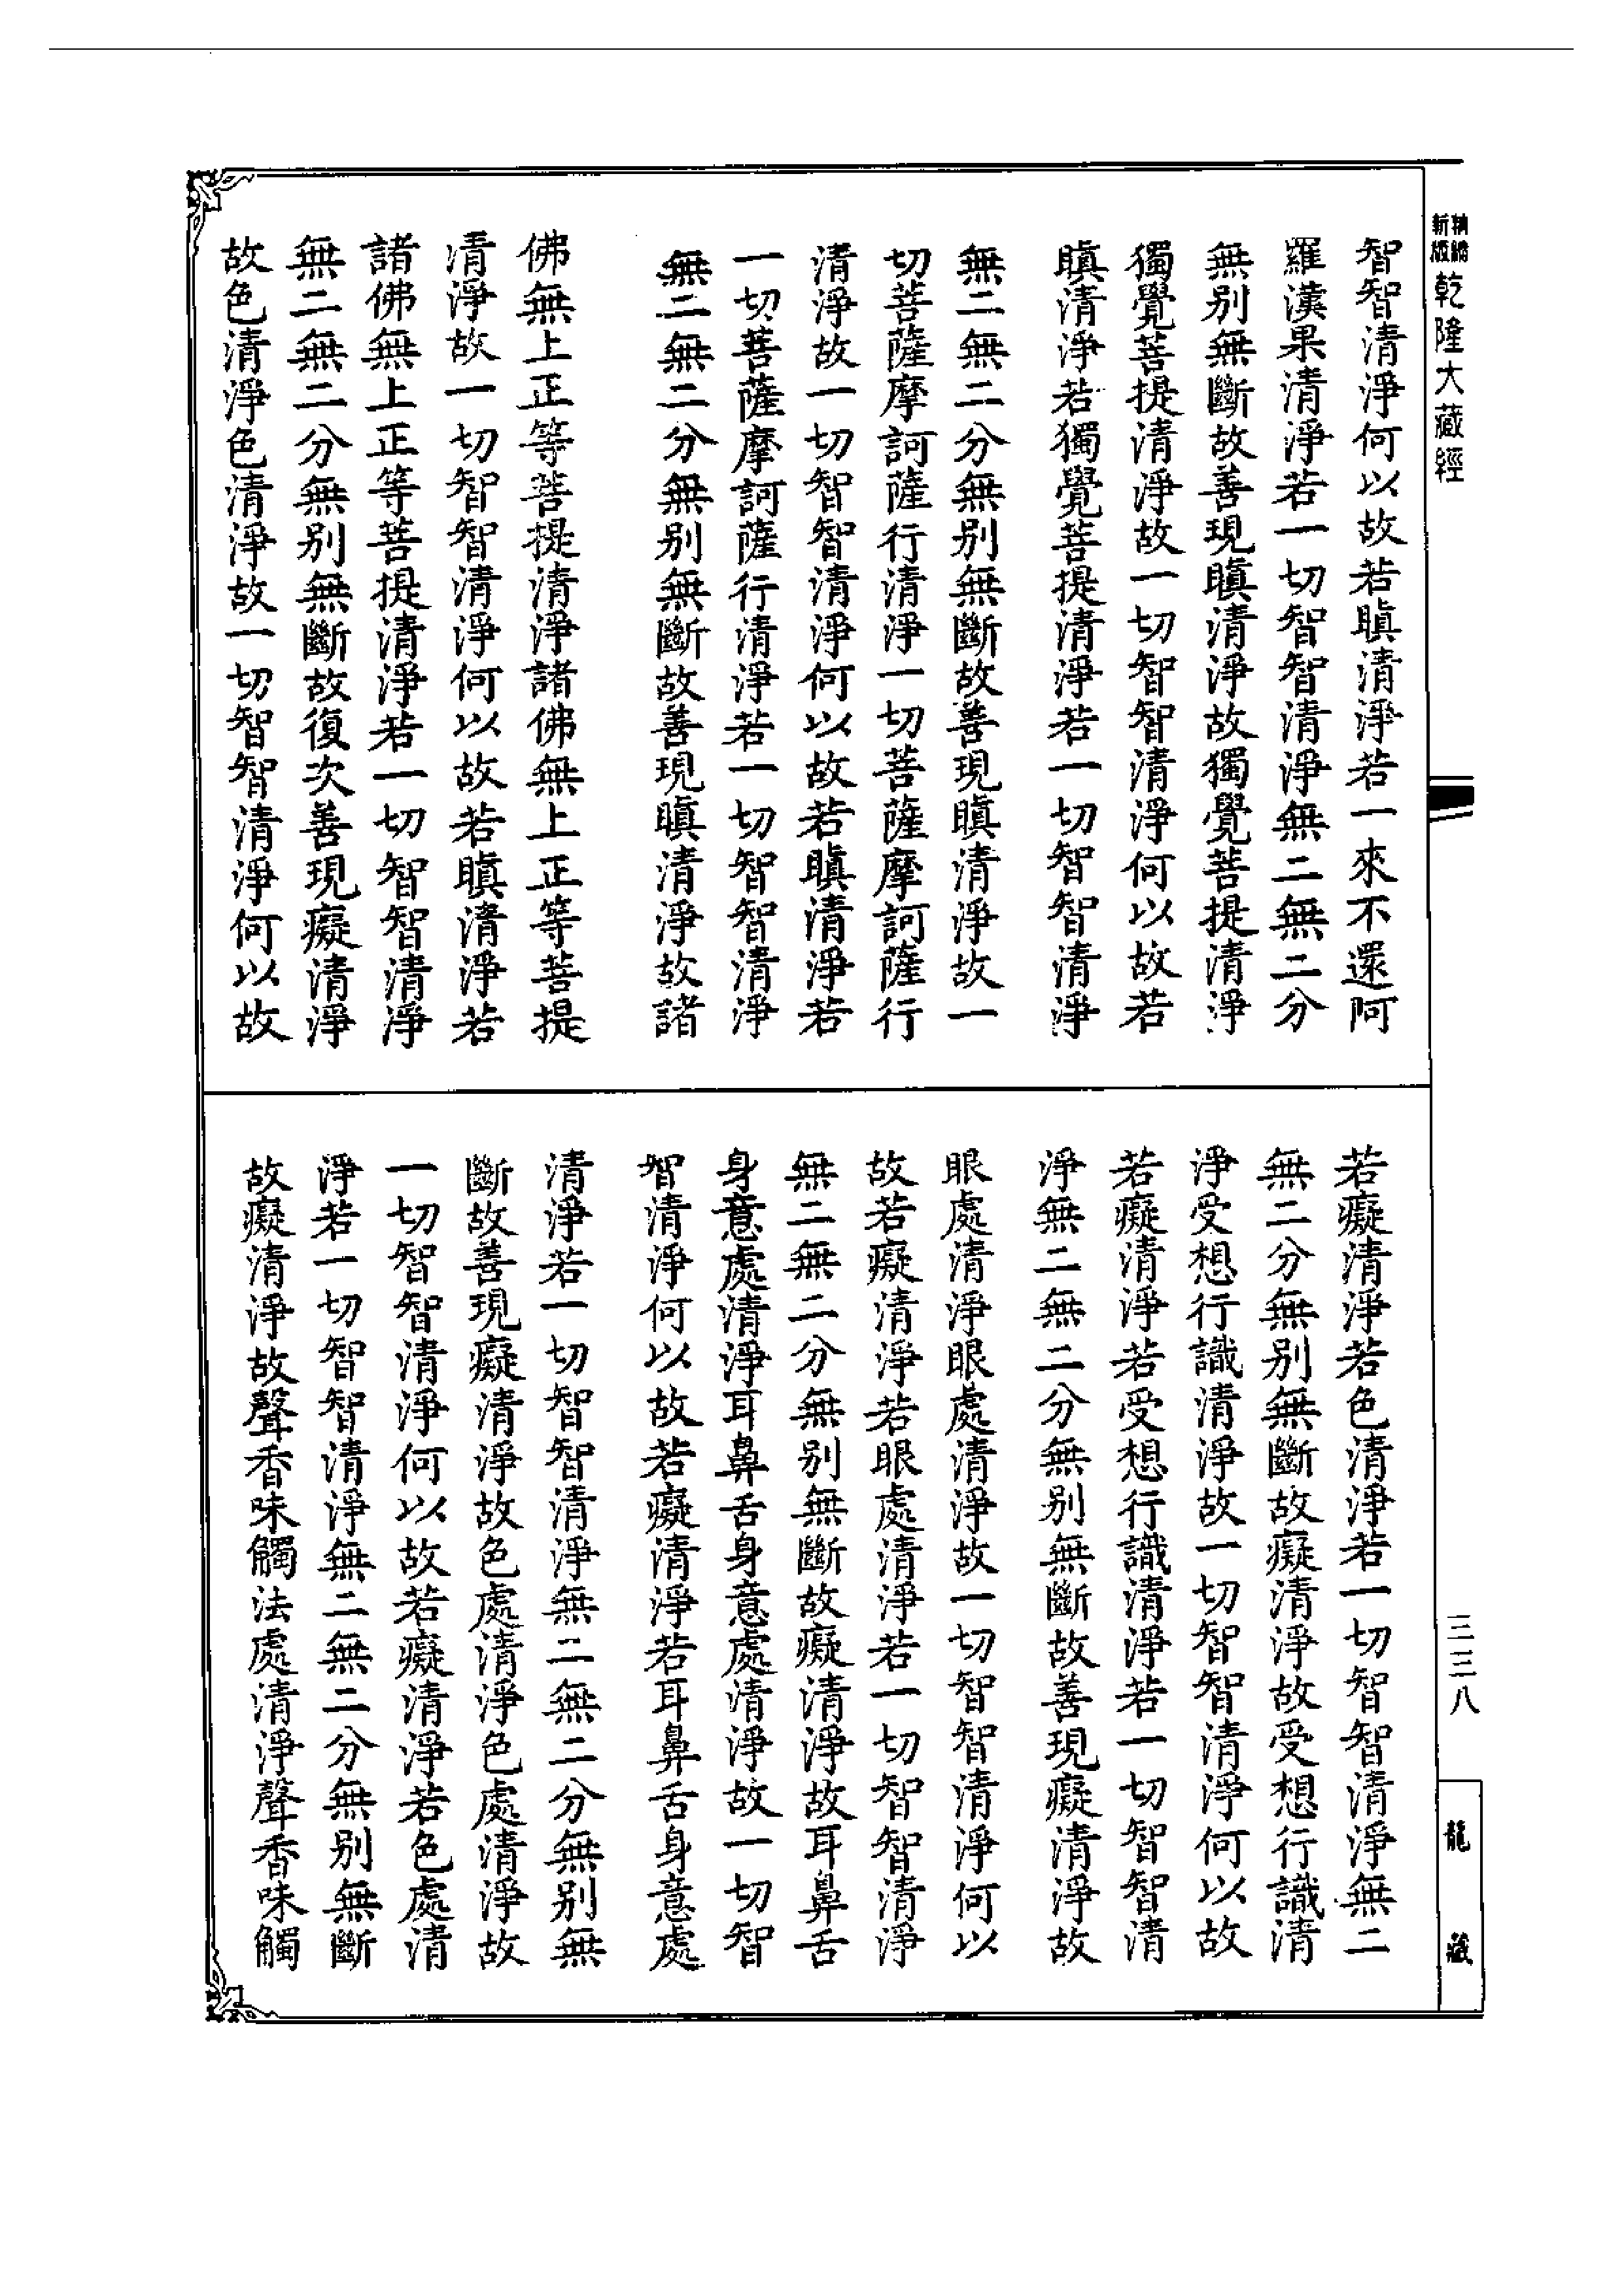 新版
精縮
乾隆大藏經
智智清淨何以故若瞋清淨若一來不還阿
羅漢果清淨若一切智智清淨無二無二分
無别無斷故善現瞋清淨故獨覺菩提清淨
獨覺菩提清淨故一切智智清淨何以故若
瞋清淨若獨覺菩提清淨若一切智智清淨
無二無二分無别無斷故善現瞋清淨故一
切菩薩摩訶薩行清淨一切菩薩摩訶薩行
清淨故一切智智清淨何以故若瞋清淨若
一切菩薩摩訶薩行清淨若一切智智清淨
無二無二分無别無斷故善現瞋清淨故諸
佛無上正等菩提清淨諸佛無上正等菩提
清淨故一切智智清淨何以故若瞋清淨若
諸佛無上正等菩提清淨若一切智智清淨
無二無二分無别無斷故復次善現癡清淨
故色清淨色清淨故一切智智清淨何以故
若癡清淨若色清淨若一切智智清淨無二
無二分無别無斷故癡清淨故受想行識清
淨受想行識清淨故一切智智清淨何以故
若癡清淨若受想行識清淨若一切智智清
淨無二無二分無别無斷故善現癡清淨故
眼處清淨眼處清淨故一切智智清淨何以
故若癡清淨若眼處清淨若一切智智清淨
無二無二分無别無斷故癡清淨故耳鼻舌
身意處清淨耳鼻舌身意處清淨故一切智
智清淨何以故若癡清淨若耳鼻舌身意處
清淨若一切智智清淨無二無二分無别無
斷故善現癡清淨故色處清淨色處清淨故
一切智智清淨何以故若癡清淨若色處清
淨若一切智智清淨無二無二分無别無斷
故癡清淨故聲香味觸法處清淨聲香味觸
三三八
龍藏